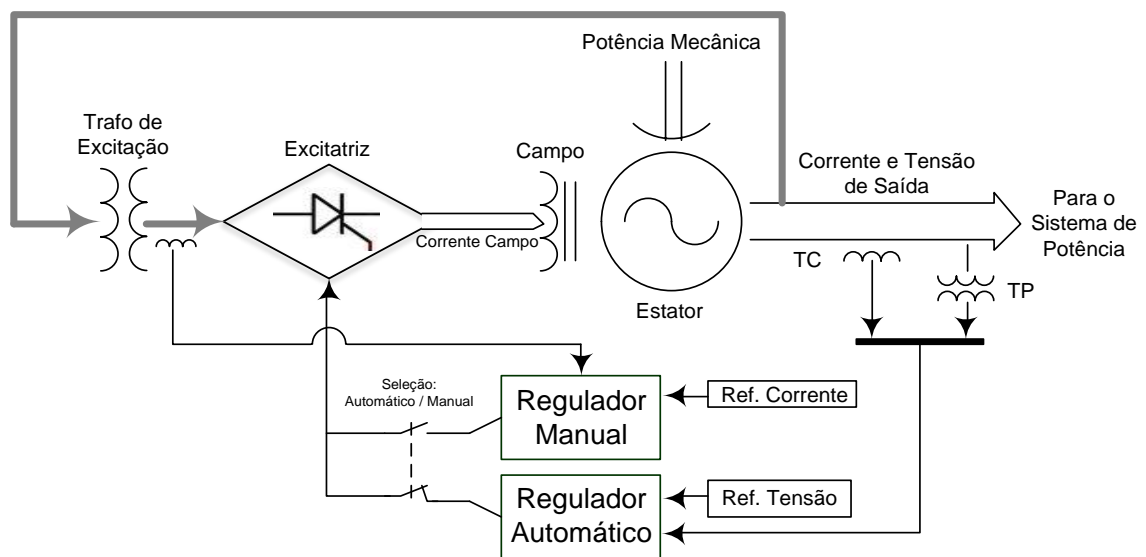 Potência Mecânica
Trafo de
Excitação
Excitatriz
Campo
Corrente e Tensão
de Saída
Para o
Sistema de
Potência
Corrente Campo
TC
TP
Estator
Seleção:
Automático / Manual
Regulador
Manual
Ref. Corrente
Regulador
Automático
Ref. Tensão